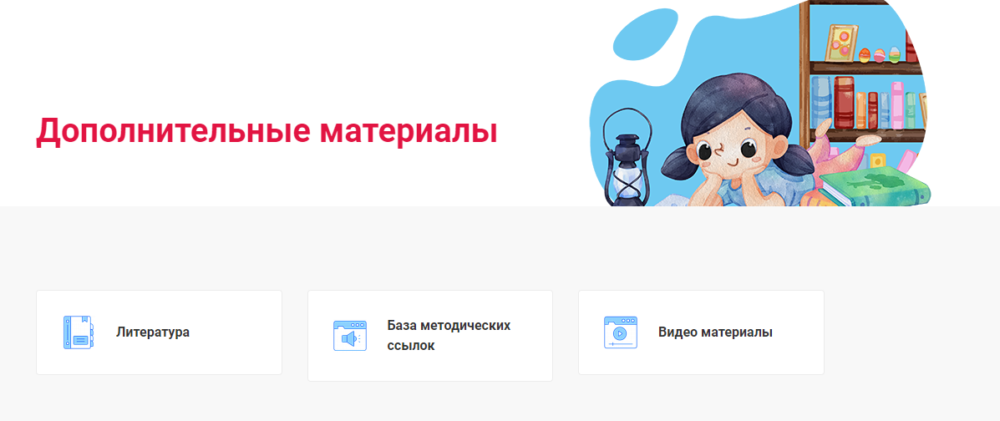 Дополнительные материалы
Литература
База методических
ссылок
Видео материалы